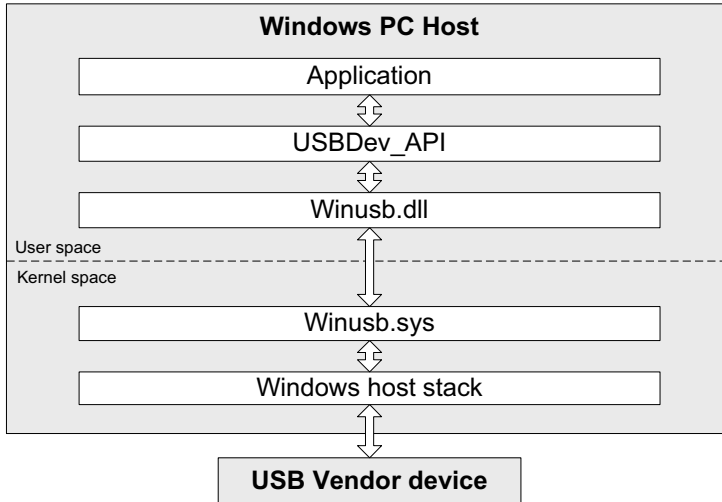 Windows PC Host
Application
USBDev_API
Winusb.dll
User space
Kernel space
Winusb.sys
Windows host stack
USB Vendor device